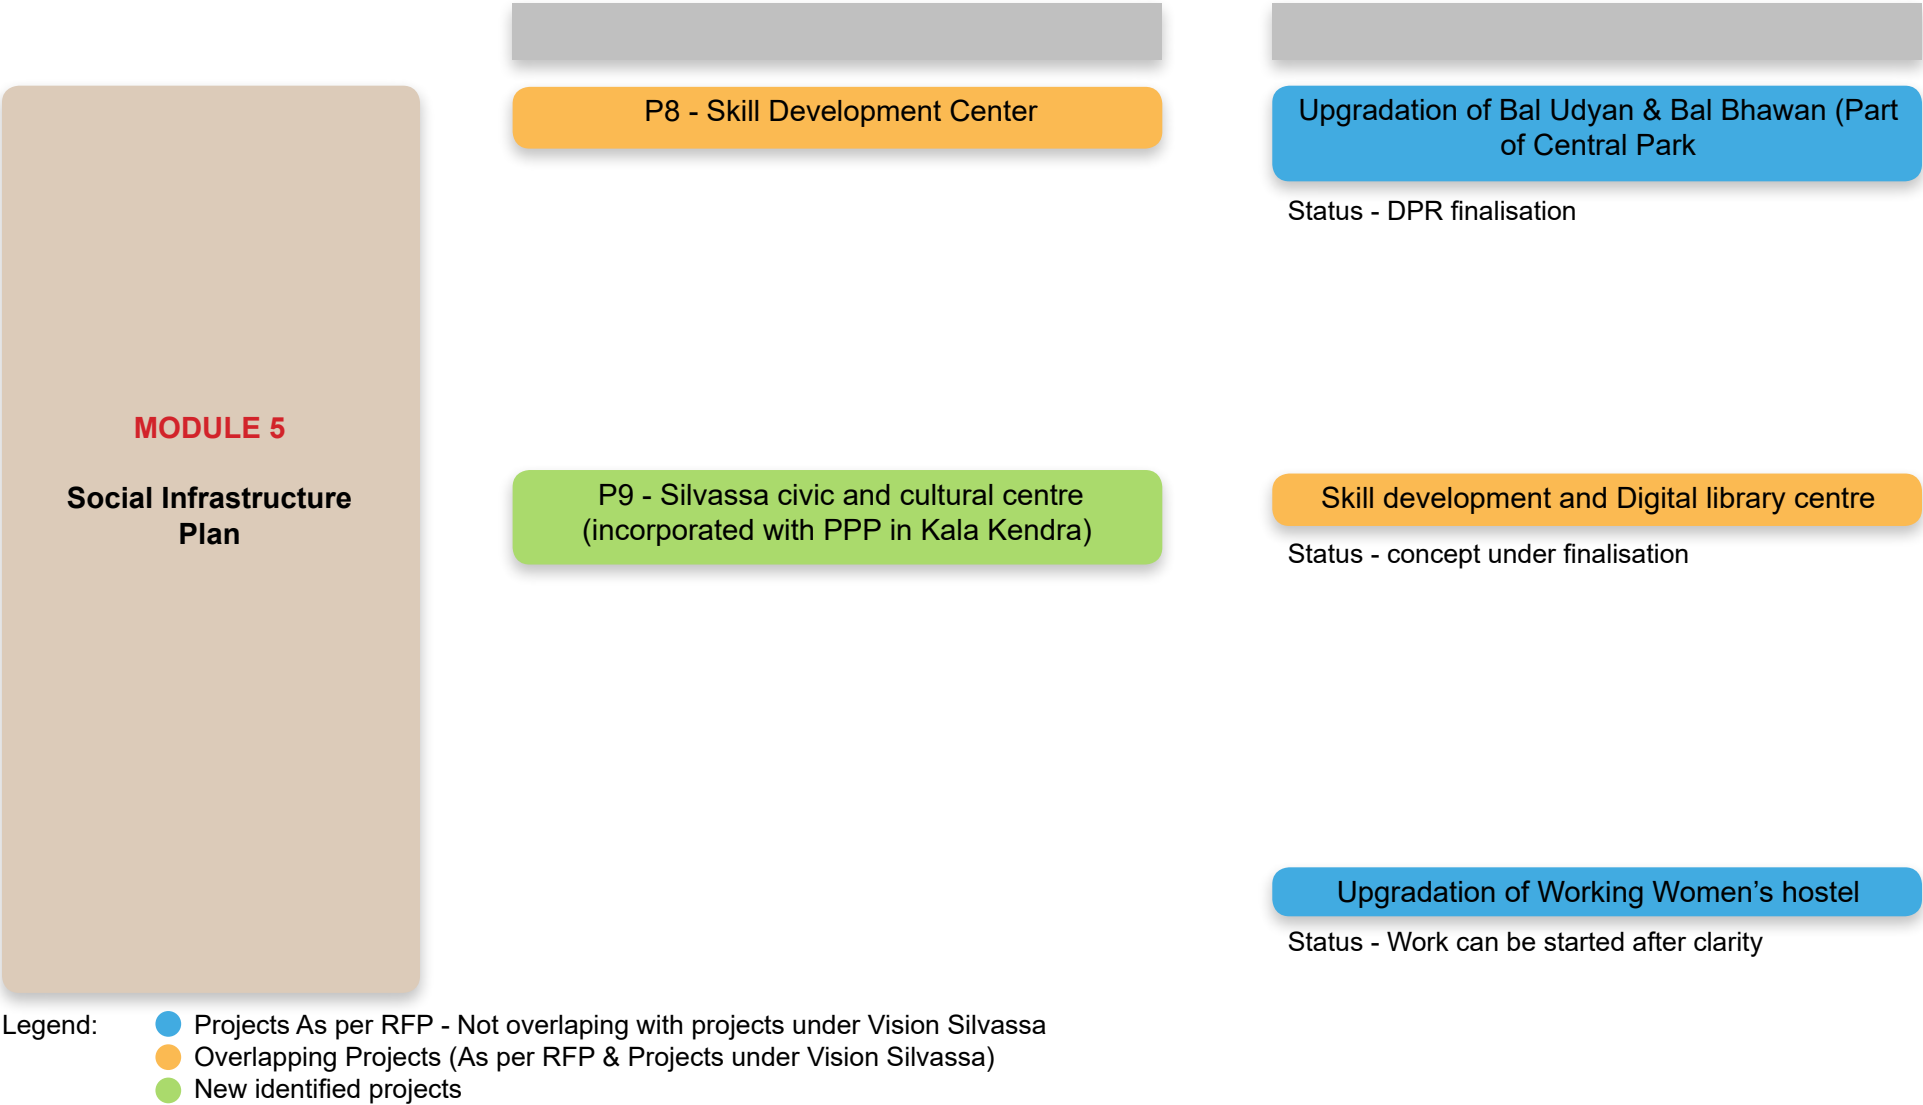 MODULE 5
Social Infrastructure
Plan
P8 - Skill Development Center
P9 - Silvassa civic and cultural centre
(incorporated with PPP in Kala Kendra)
Upgradation of Bal Udyan & Bal Bhawan (Part
of Central Park
Status - DPR finalisation
Skill development and Digital library centre
Status - concept under finalisation
Upgradation of Working Women’s hostel
Status - Work can be started after clarity
Legend:
Projects As per RFP - Not overlaping with projects under Vision Silvassa
Overlapping Projects (As per RFP & Projects under Vision Silvassa)
New identified projects